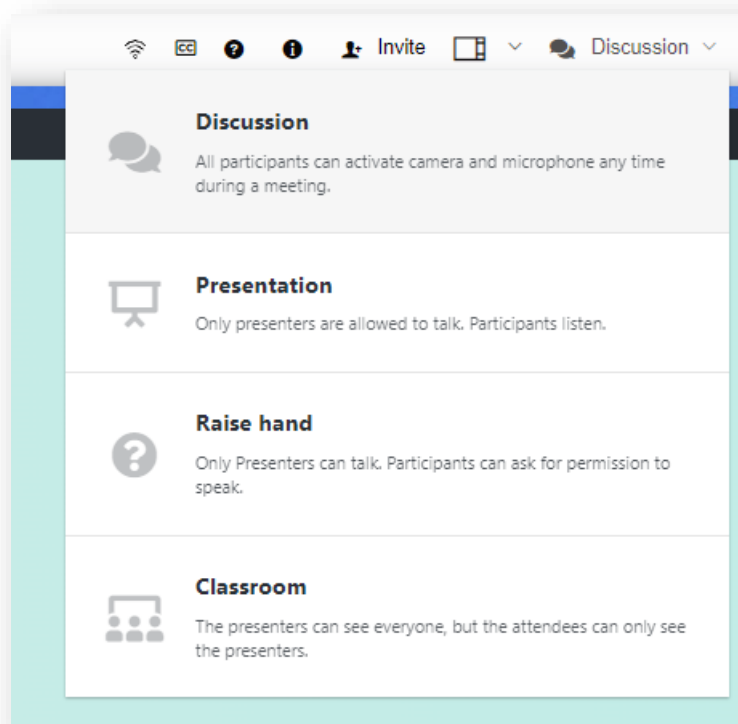 CC ? i Invite Discussion
Discussion
All participants can activate camera and microphone any time
during a meeting.
Presentation
Only presenters are allowed to talk. Participants listen.
Raise hand
?
Only Presenters can talk. Participants can ask for permission to
speak.
Classroom
The presenters can see everyone, but the attendees can only see
the presenters.